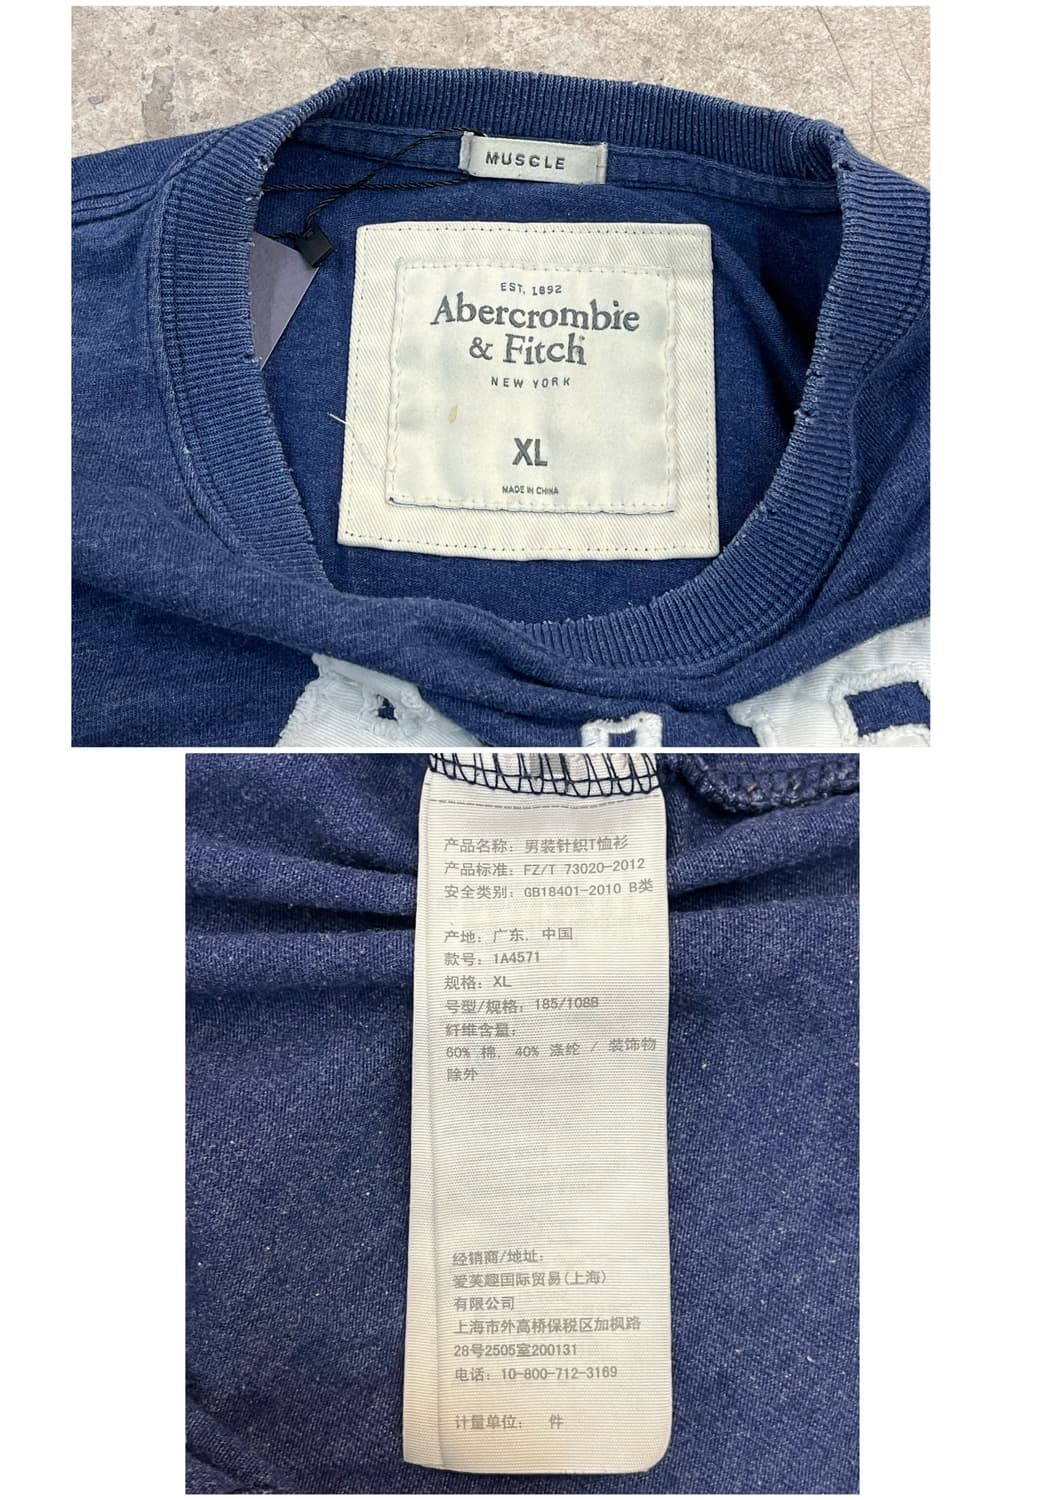 MUSCLE
EST. 1892
Abercrombie
& Fitch
NEW YORK
XL
MADE IN CHINA
产品名称: 男装针织T恤衫
产品标准: FZ/T 73020-2012
安全类别: GB18401-2010 B类
产地: 广东, 中国
款号: 1A4571
规格: XL
号型/规格: 185/108B
纤维含量:
60% 棉, 40% 涤纶 / 装饰物
除外
经销商/地址:
爱芙趣国际贸易(上海)
有限公司
上海市外高桥保税区加枫路
28号2505室200131
电话: 10-800-712-3169
计量单位: 件